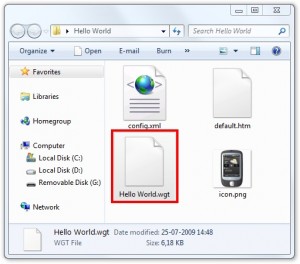 Hello World
Search Hello World
Organize
Open
E-mail
Burn
»
Favorites
Libraries
Homegroup
Computer
Local Disk (C:)
Local Disk (D:)
Removable Disk (G:)
Network
config.xml
default.htm
Hello World.wgt
icon.png
Hello World.wgt Date modified: 25-07-2009 14:48
WGT File Size: 6,18 KB